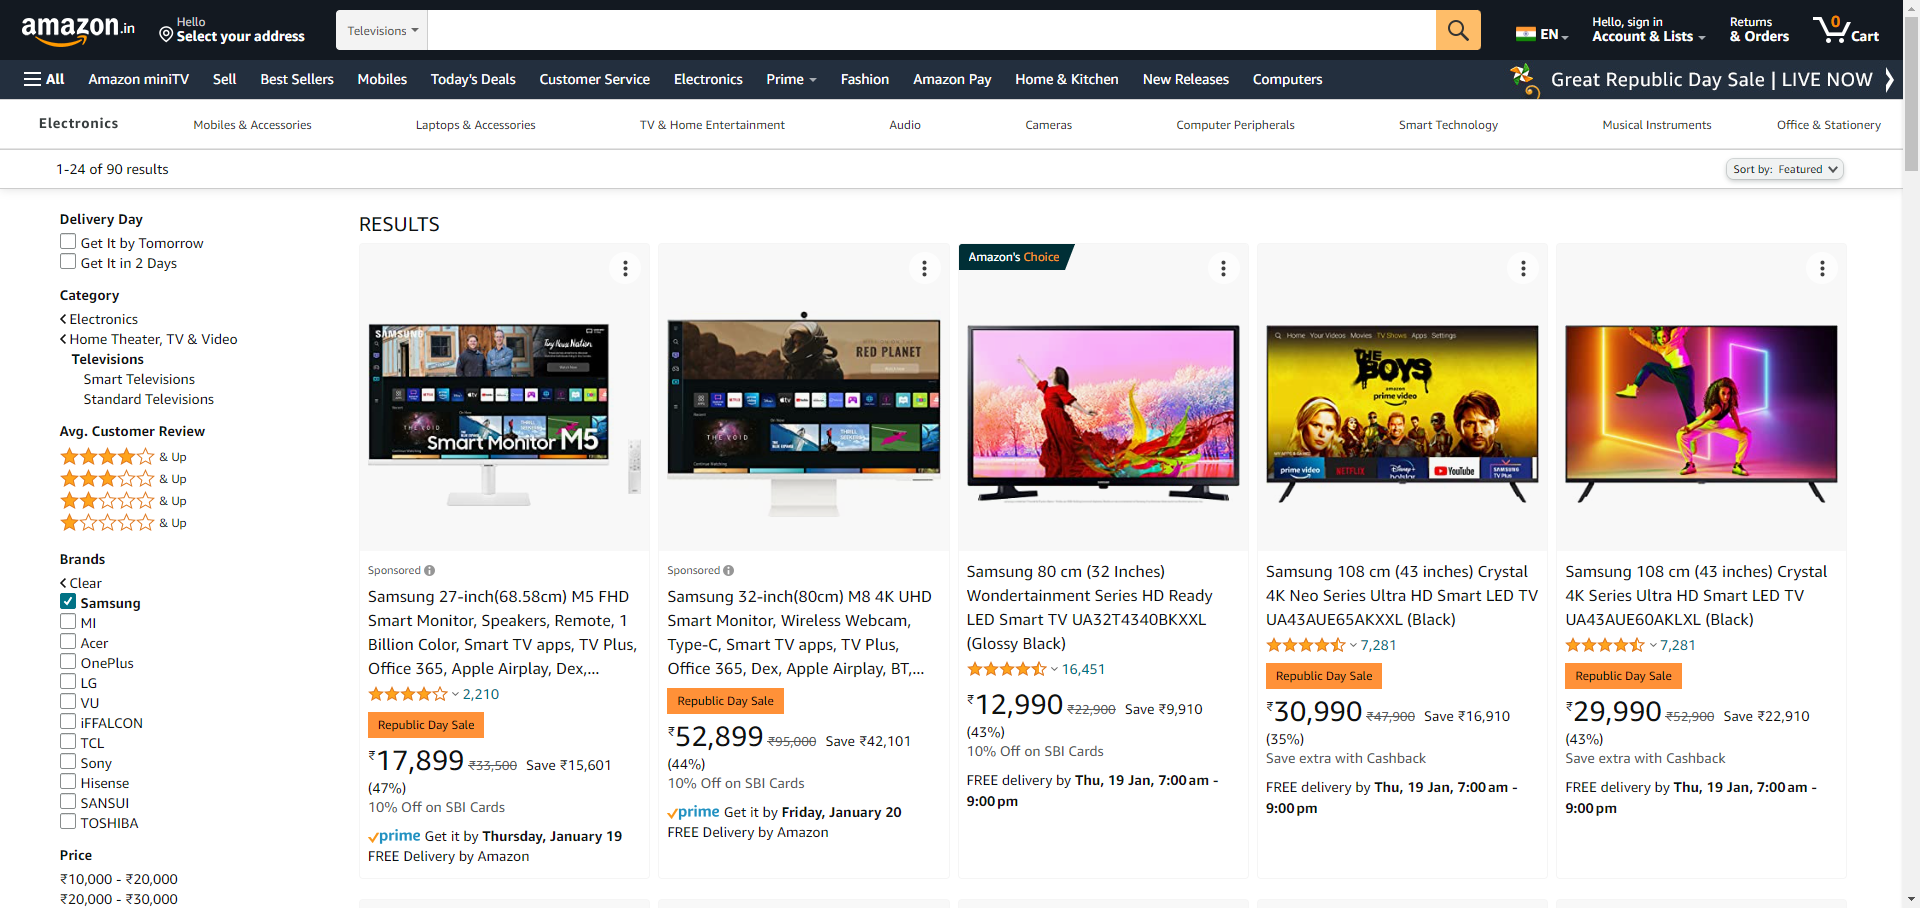 amazon.in
Hello
Select your address
Televisions
EN
Hello, sign in
Account & Lists
Returns
& Orders
0
Cart
All
Amazon miniTV
Sell
Best Sellers
Mobiles
Today's Deals
Customer Service
Electronics
Prime
Fashion
Amazon Pay
Home & Kitchen
New Releases
Computers
Great Republic Day Sale | LIVE NOW
Electronics
Mobiles & Accessories
Laptops & Accessories
TV & Home Entertainment
Audio
Cameras
Computer Peripherals
Smart Technology
Musical Instruments
Office & Stationery
1-24 of 90 results
Sort by: Featured
Delivery Day
Get It by Tomorrow
Get It in 2 Days
Category
Electronics
Home Theater, TV & Video
Televisions
Smart Televisions
Standard Televisions
Avg. Customer Review
& Up
& Up
& Up
& Up
Brands
Clear
Samsung
MI
Acer
OnePlus
LG
VU
iFFALCON
TCL
Sony
Hisense
SANSUI
TOSHIBA
Price
₹10,000 - ₹20,000
₹20,000 - ₹30,000
RESULTS
SAMSUNG
Tiny House Nation
THE VOID
Smart Monitor M5
Sponsored
Samsung 27-inch(68.58cm) M5 FHD
Smart Monitor, Speakers, Remote, 1
Billion Color, Smart TV apps, TV Plus,
Office 365, Apple Airplay, Dex,...
2,210
Republic Day Sale
₹17,899 ₹33,500 Save ₹15,601
(47%)
10% Off on SBI Cards
prime Get it by Thursday, January 19
FREE Delivery by Amazon
RED PLANET
THE VOID
Sponsored
Samsung 32-inch(80cm) M8 4K UHD
Smart Monitor, Wireless Webcam,
Type-C, Smart TV apps, TV Plus,
Office 365, Dex, Apple Airplay, BT,...
Republic Day Sale
₹52,899 ₹95,000 Save ₹42,101
(44%)
10% Off on SBI Cards
prime Get it by Friday, January 20
FREE Delivery by Amazon
Amazon's Choice
Samsung 80 cm (32 Inches)
Wondertainment Series HD Ready
LED Smart TV UA32T4340BKXXL
(Glossy Black)
16,451
₹12,990 ₹22,900 Save ₹9,910
(43%)
10% Off on SBI Cards
FREE delivery by Thu, 19 Jan, 7:00 am -
9:00 pm
Home Your Videos Movies TV Shows Apps Settings
THE BOYS
amazon
prime video
prime video
NETFLIX
Disney+
hotstar
YouTube
SAMSUNG
TV Plus
Samsung 108 cm (43 inches) Crystal
4K Neo Series Ultra HD Smart LED TV
UA43AUE65AKXXL (Black)
7,281
Republic Day Sale
₹30,990 ₹47,900 Save ₹16,910
(35%)
Save extra with Cashback
FREE delivery by Thu, 19 Jan, 7:00 am -
9:00 pm
Samsung 108 cm (43 inches) Crystal
4K Series Ultra HD Smart LED TV
UA43AUE60AKLXL (Black)
7,281
Republic Day Sale
₹29,990 ₹52,900 Save ₹22,910
(43%)
Save extra with Cashback
FREE delivery by Thu, 19 Jan, 7:00 am -
9:00 pm